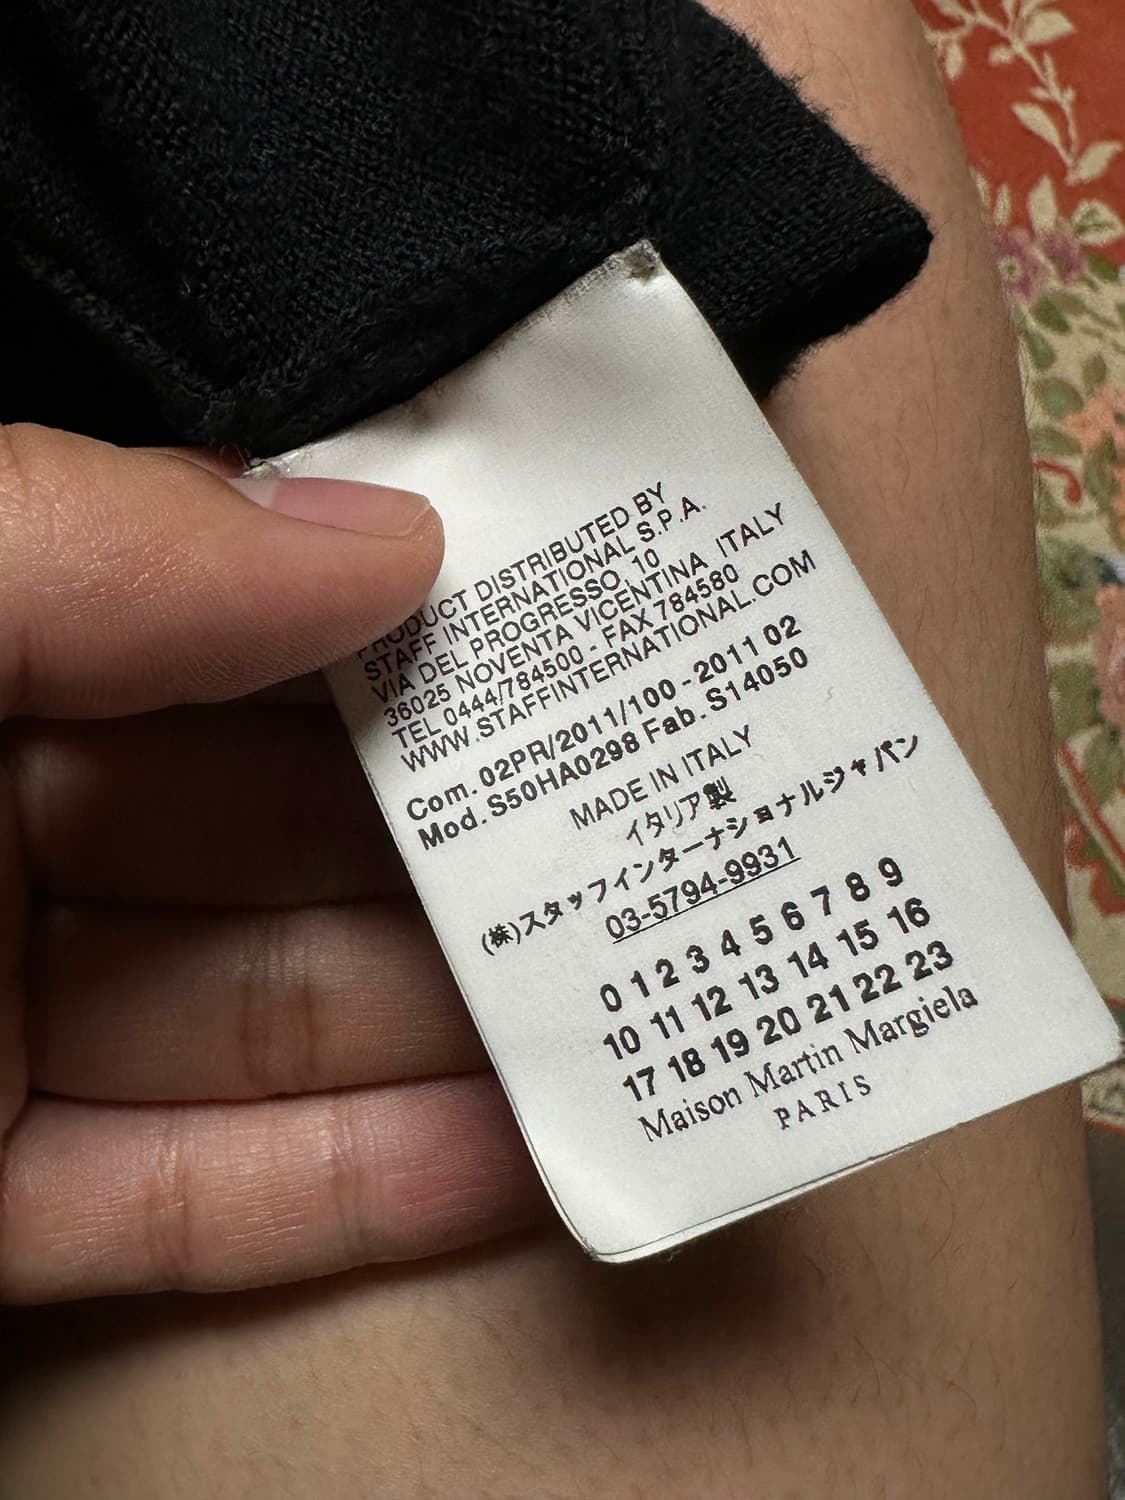 PRODUCT DISTRIBUTED BY
STAFF INTERNATIONAL S.P.A.
VIA DEL PROGRESSO, 10
36025 NOVENTA VICENTINA ITALY
TEL 0444/784500 - FAX 784580
WWW.STAFFINTERNATIONAL.COM
Com. 02PR/2011/100 - 2011 02
Mod. S50HA0298 Fab. S14050
MADE IN ITALY
イタリア製
(株)スタッフインターナショナルジャパン
03-5794-9931
0 1 2 3 4 5 6 7 8 9
10 11 12 13 14 15 16
17 18 19 20 21 22 23
Maison Martin Margiela
PARIS